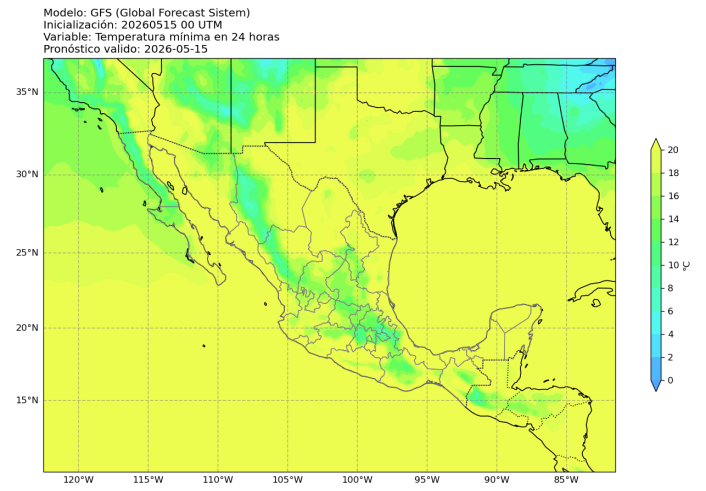 Modelo: GFS (Global Forecast Sistem)
Inicialización: 20260515 00 UTM
Variable: Temperatura mínima en 24 horas
Pronóstico valido: 2026-05-15
35°N
30°N
25°N
20°N
15°N
120°W 115°W 110°W 105°W 100°W 95°W 90°W 85°W
20
18
16
14
12
10
8
6
4
2
0
°C